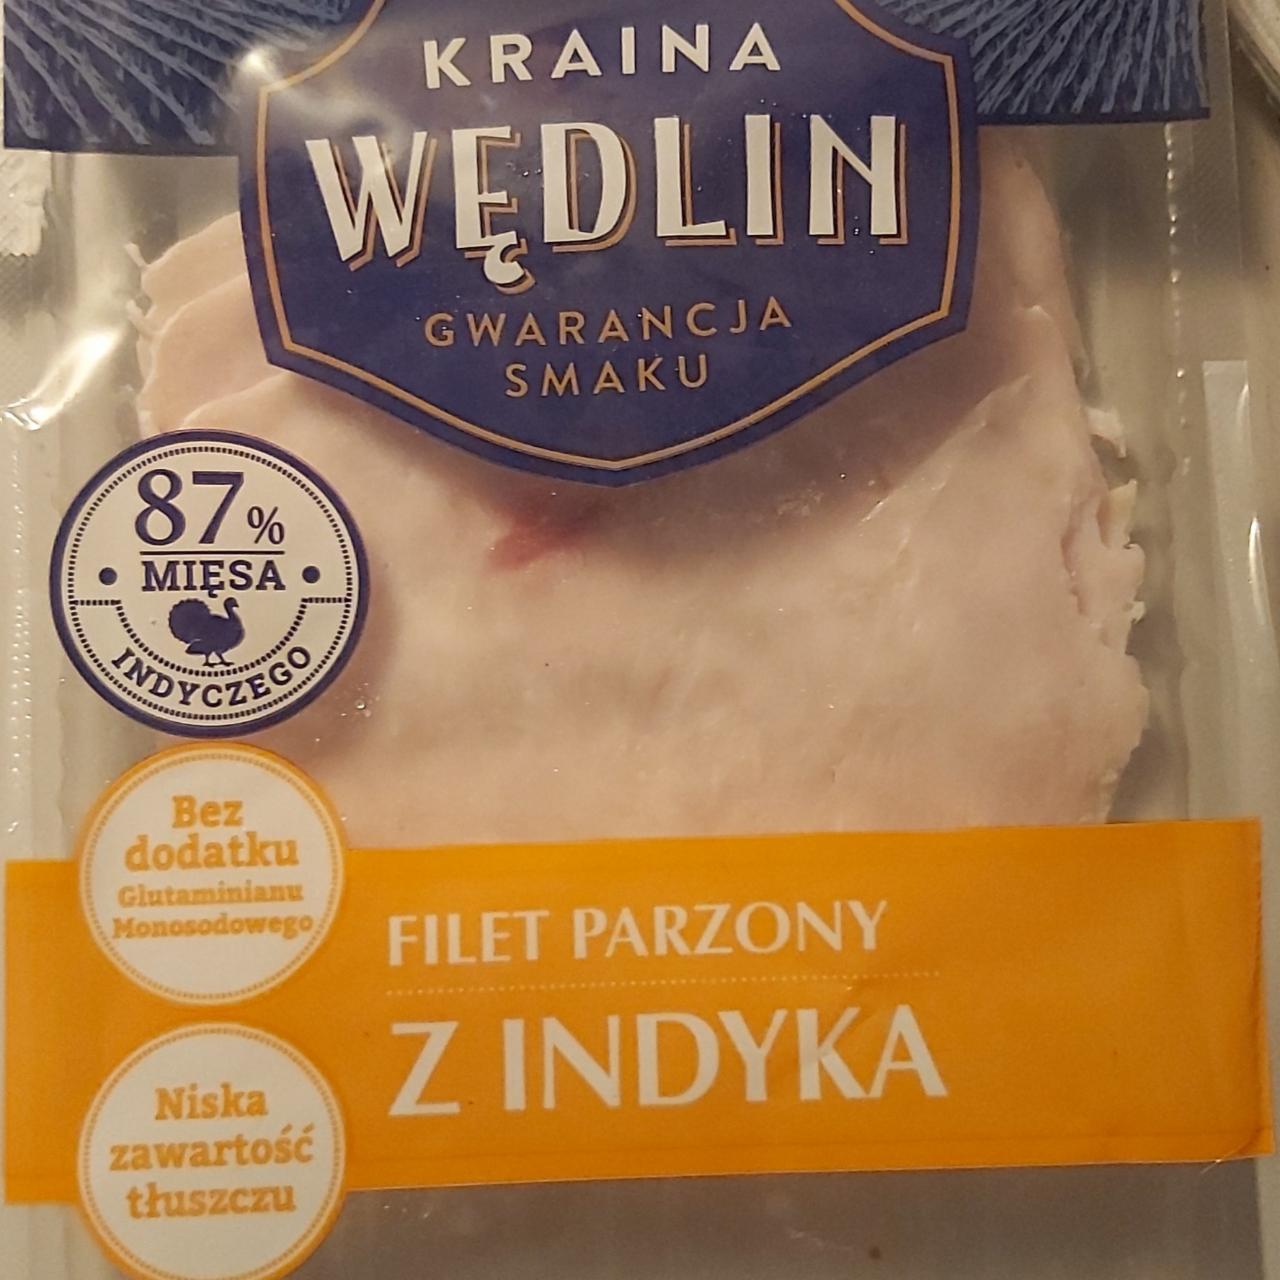 KRAINA
WĘDLIN
GWARANCJA
SMAKU
87%
MIĘSA
INDYCZEGO
Bez
dodatku
Glutaminianu
Monosodowego
FILET PARZONY
Z INDYKA
Niska
zawartość
tłuszczu